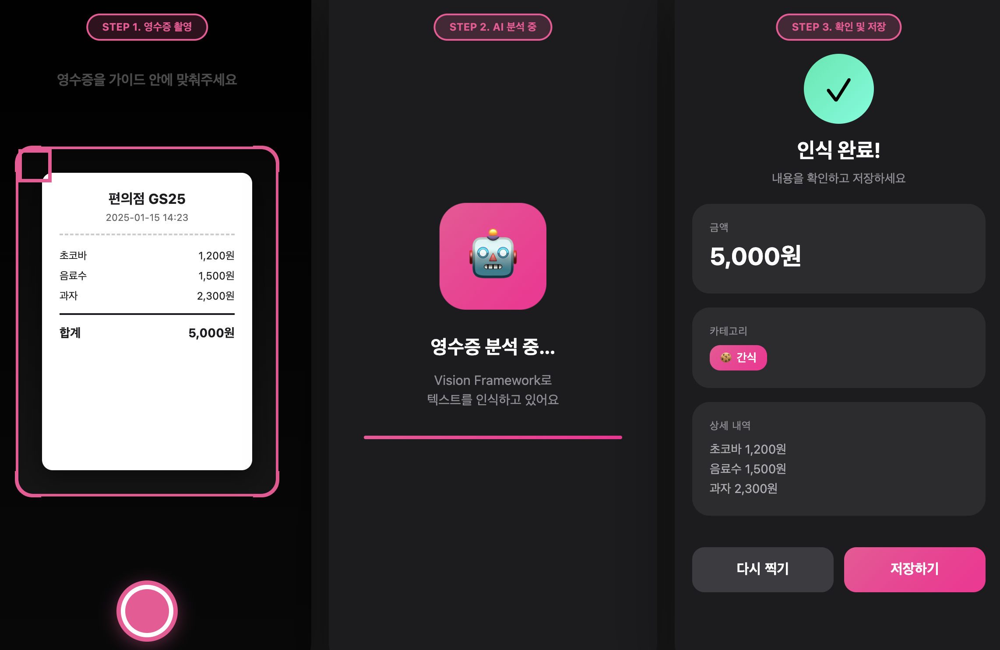 STEP 1. 영수증 촬영
영수증을 가이드 안에 맞춰주세요
편의점 GS25
2025-01-15 14:23
초코바 1,200원
음료수 1,500원
과자 2,300원
합계 5,000원
STEP 2. AI 분석 중
영수증 분석 중...
Vision Framework로
텍스트를 인식하고 있어요
STEP 3. 확인 및 저장
인식 완료!
내용을 확인하고 저장하세요
금액
5,000원
카테고리
간식
상세 내역
초코바 1,200원
음료수 1,500원
과자 2,300원
다시 찍기
저장하기